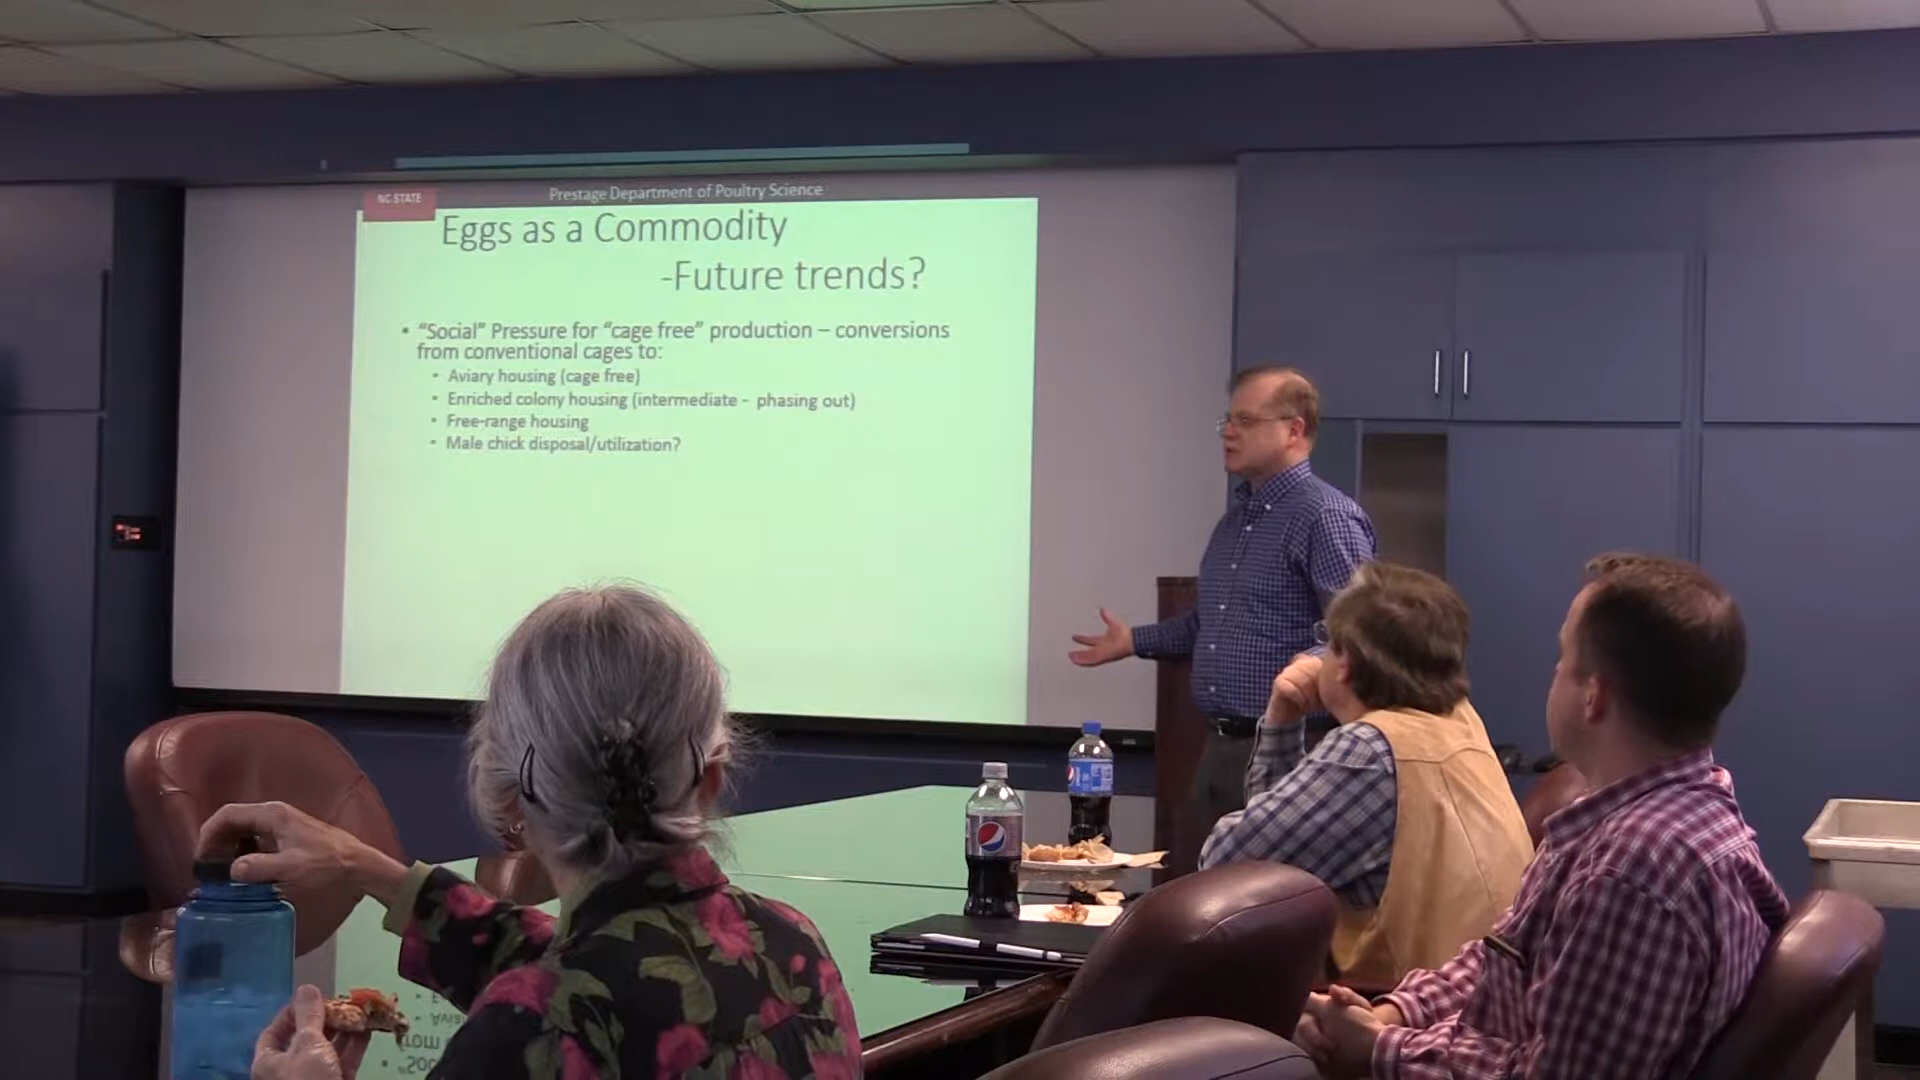 NC STATE
Prestage Department of Poultry Science
Eggs as a Commodity
-Future trends?
• “Social” Pressure for “cage free” production – conversions
from conventional cages to:
• Aviary housing (cage free)
• Enriched colony housing (intermediate - phasing out)
• Free-range housing
• Male chick disposal/utilization?